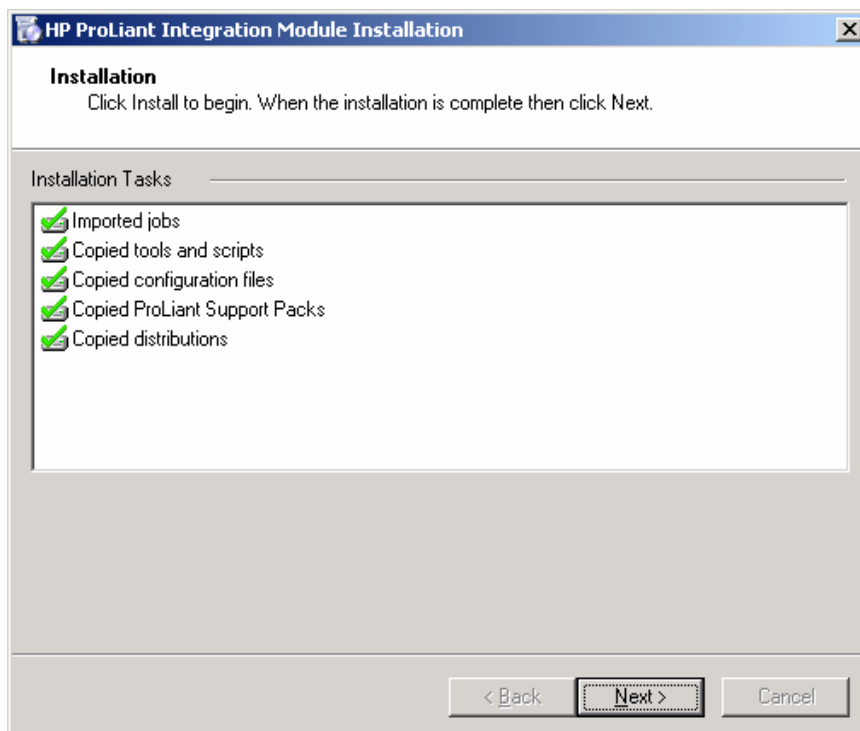 HP ProLiant Integration Module Installation
Installation
Click Install to begin. When the installation is complete then click Next.
Installation Tasks
Imported jobs
Copied tools and scripts
Copied configuration files
Copied ProLiant Support Packs
Copied distributions
< Back Next > Cancel